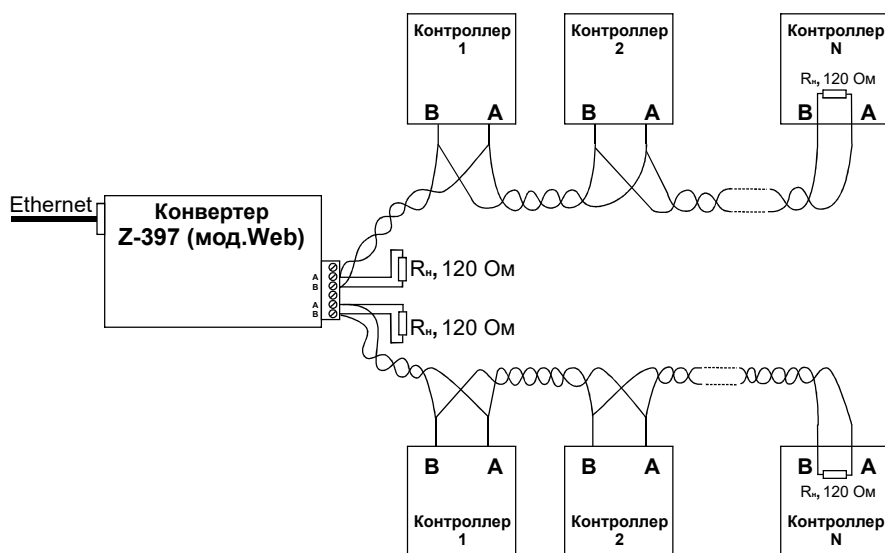 Контроллер
1
Контроллер
2
Контроллер
N
Rн, 120 Ом
B A
B A
B A
Ethernet
Конвертер
Z-397 (мод.Web)
A
B
A
B
Rн, 120 Ом
Rн, 120 Ом
B A
B A
B A
Rн, 120 Ом
Контроллер
1
Контроллер
2
Контроллер
N